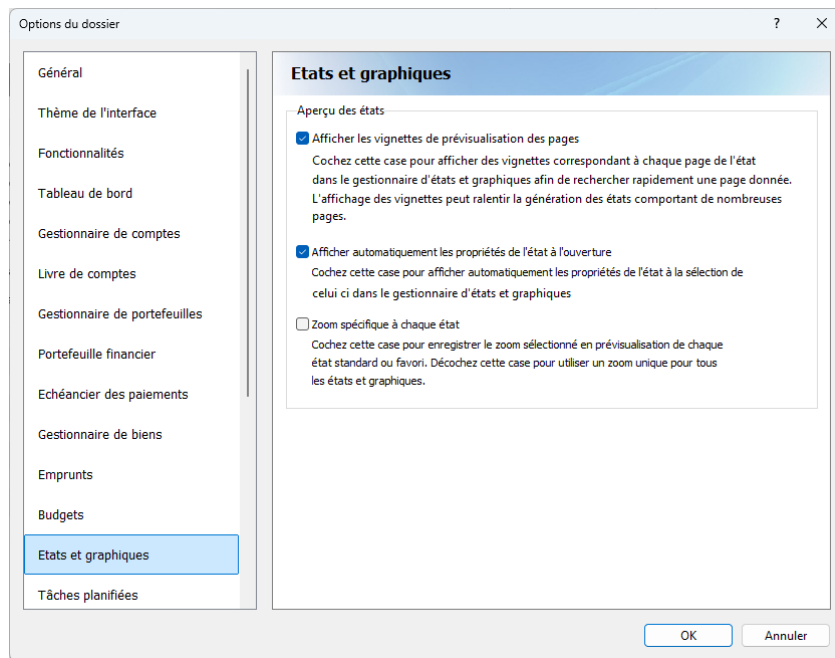 Options du dossier
?
Général
Thème de l'interface
Fonctionnalités
Tableau de bord
Gestionnaire de comptes
Livre de comptes
Gestionnaire de portefeuilles
Portefeuille financier
Echéancier des paiements
Gestionnaire de biens
Emprunts
Budgets
Etats et graphiques
Tâches planifiées
Etats et graphiques
Aperçu des états
Afficher les vignettes de prévisualisation des pages
Cochez cette case pour afficher des vignettes correspondant à chaque page de l'état
dans le gestionnaire d'états et graphiques afin de rechercher rapidement une page donnée.
L'affichage des vignettes peut ralentir la génération des états comportant de nombreuses
pages.
Afficher automatiquement les propriétés de l'état à l'ouverture
Cochez cette case pour afficher automatiquement les propriétés de l'état à la sélection de
celui ci dans le gestionnaire d'états et graphiques
Zoom spécifique à chaque état
Cochez cette case pour enregistrer le zoom sélectionné en prévisualisation de chaque
état standard ou favori. Décochez cette case pour utiliser un zoom unique pour tous
les états et graphiques.
OK
Annuler